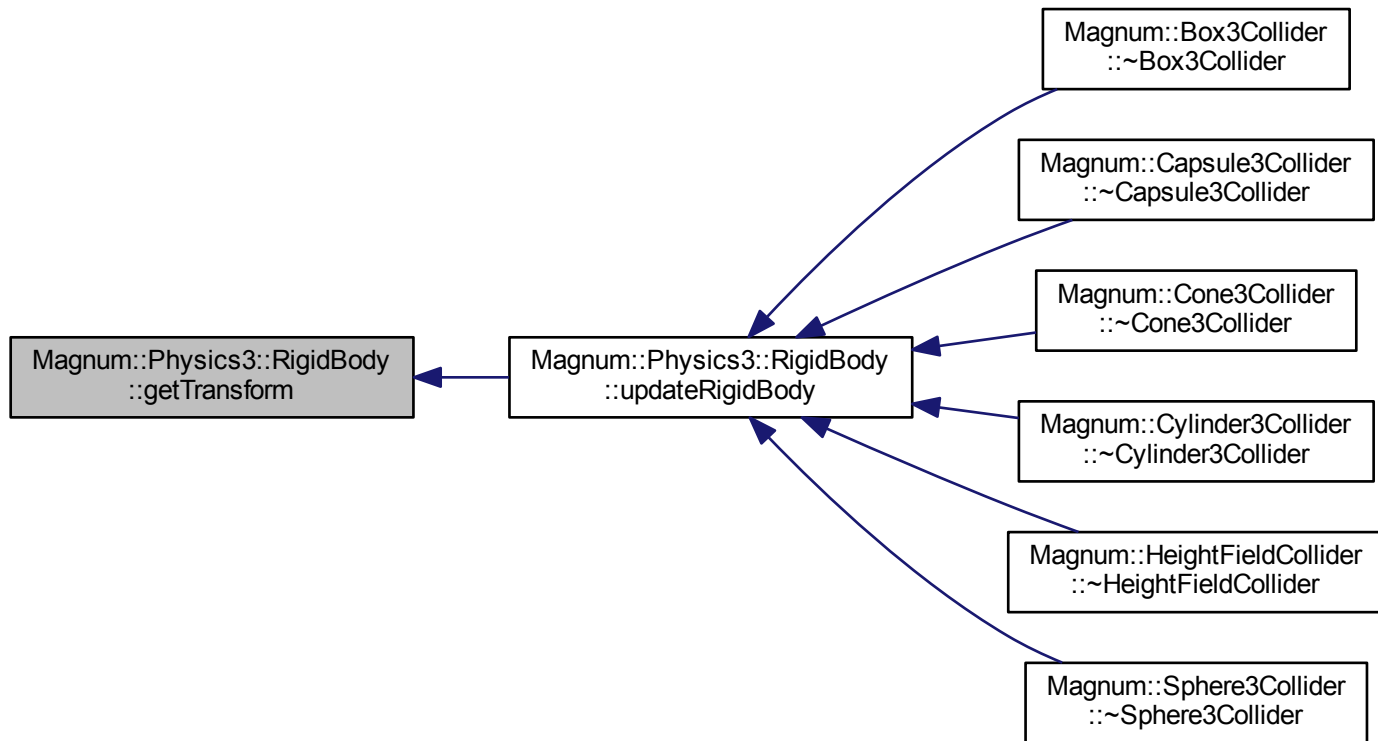 Magnum::Box3Collider
::~Box3Collider
Magnum::Capsule3Collider
::~Capsule3Collider
Magnum::Cone3Collider
::~Cone3Collider
Magnum::Physics3::RigidBody
::getTransform
Magnum::Physics3::RigidBody
::updateRigidBody
Magnum::Cylinder3Collider
::~Cylinder3Collider
Magnum::HeightFieldCollider
::~HeightFieldCollider
Magnum::Sphere3Collider
::~Sphere3Collider